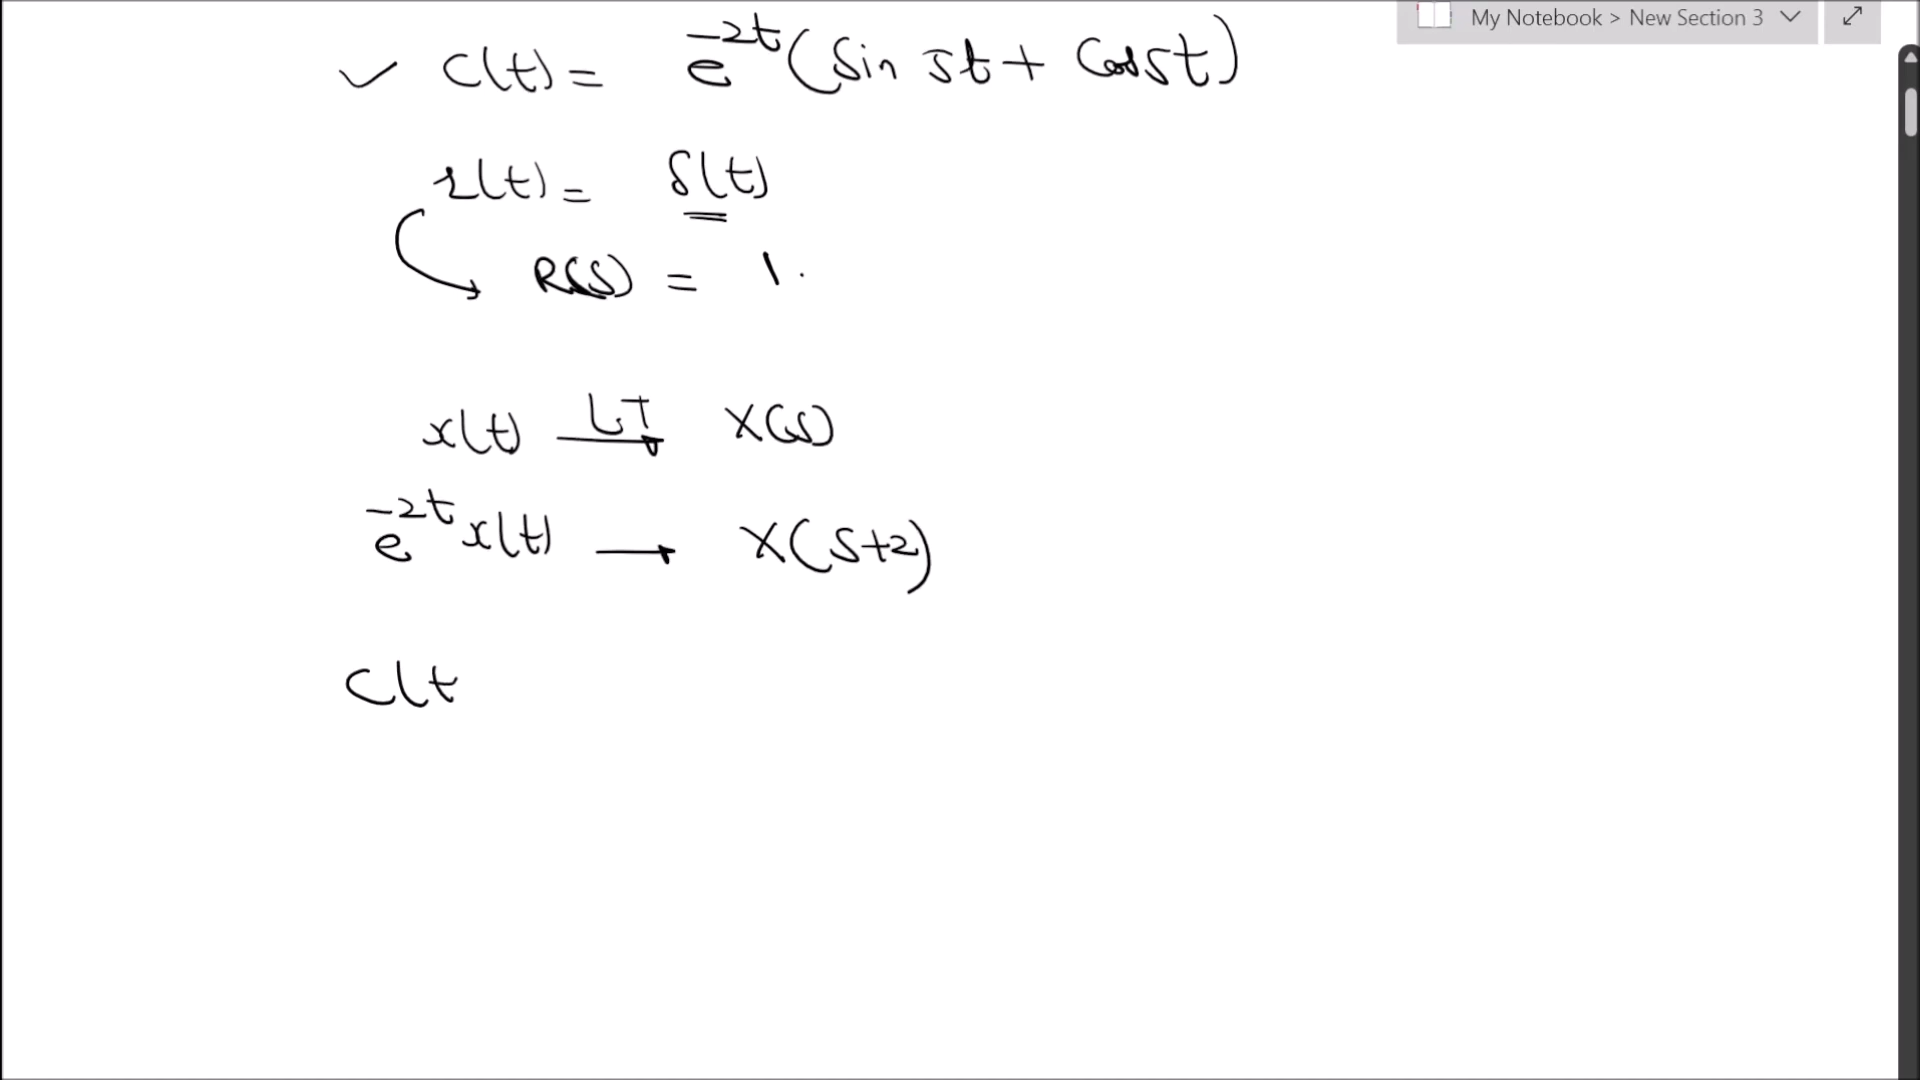 My Notebook > New Section 3
c(t) = e^{-2t}(Sin 5t + Cos5t)
r(t) = δ(t)
R(s) = 1.
x(t) LT→ X(s)
e^{-2t} x(t) → X(s+2)
c(t